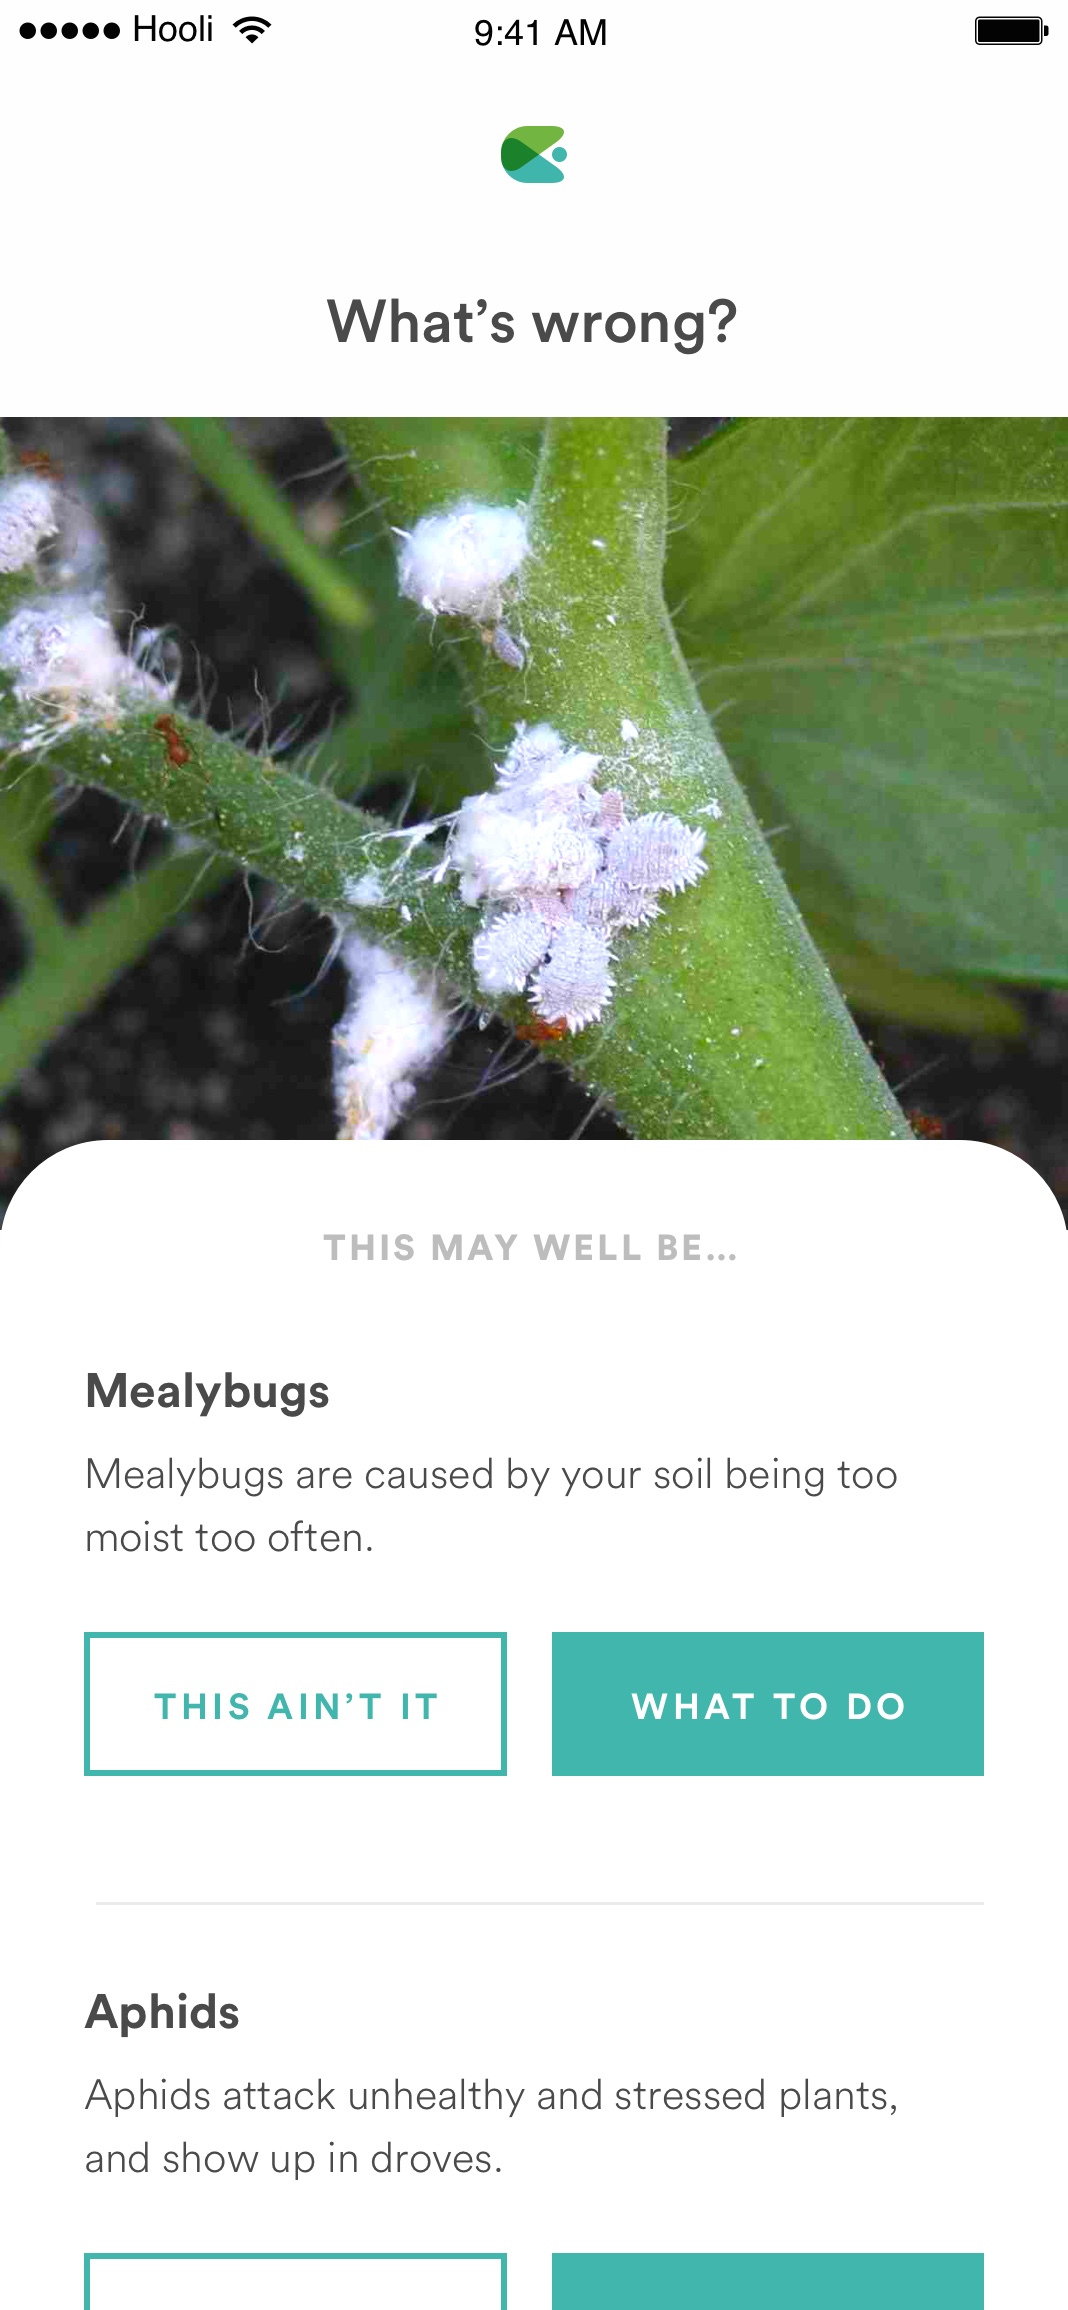 Hooli 9:41 AM
What’s wrong?
THIS MAY WELL BE...
Mealybugs
Mealybugs are caused by your soil being too
moist too often.
THIS AIN’T IT WHAT TO DO
Aphids
Aphids attack unhealthy and stressed plants,
and show up in droves.